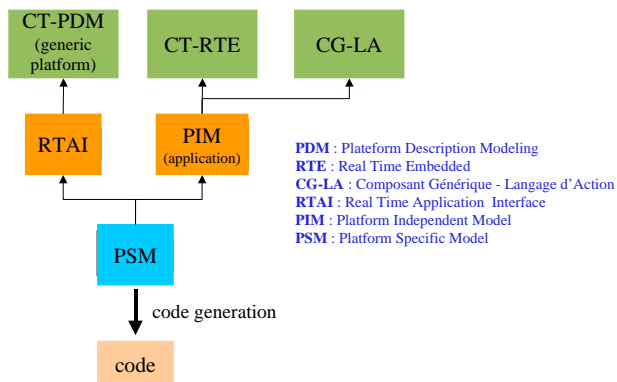 CT-PDM
(generic
platform)
CT-RTE
CG-LA
RTAI
PIM
(application)
PDM : Plateform Description Modeling
RTE : Real Time Embedded
CG-LA : Composant Générique - Langage d'Action
RTAI : Real Time Application Interface
PIM : Platform Independent Model
PSM : Platform Specific Model
PSM
code generation
code